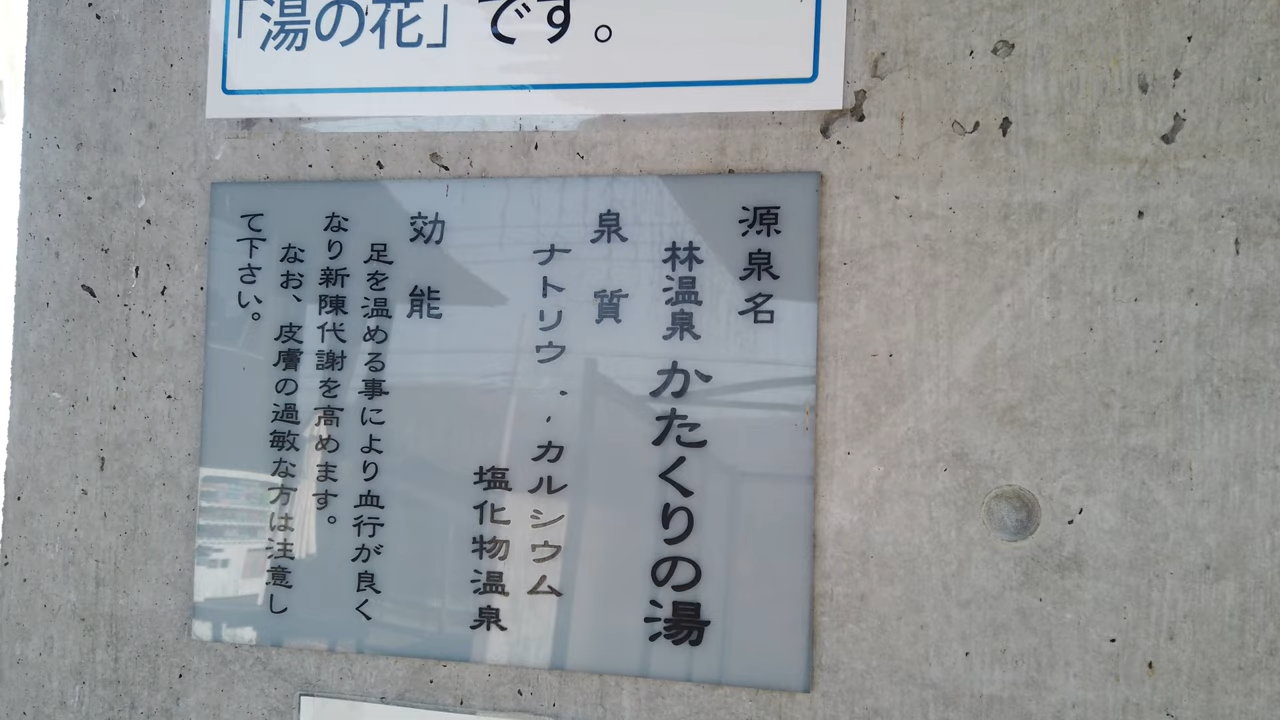 「湯の花」です。
源泉名
林温泉 かたくりの湯
泉質
ナトリウ . , カルシウム
塩化物温泉
効能
足を温める事により血行が良く
なり新陳代謝を高めます。
なお、皮膚の過敏な方は注意し
て下さい。